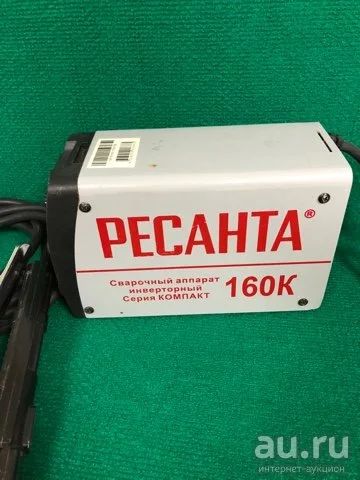 РЕСАНТА®
Сварочный аппарат
инверторный
Серия КОМПАКТ
160К
au.ru
интернет-аукцион